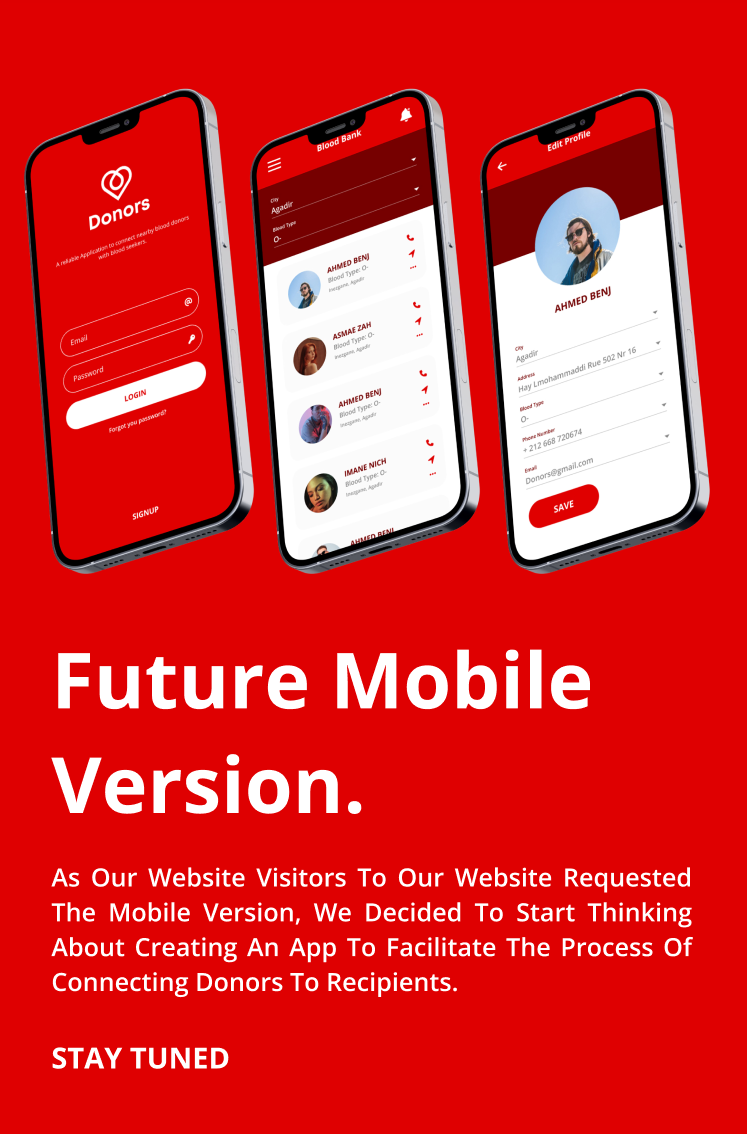 Donors
A reliable Application to connect nearby blood donors
with blood seekers.
Email
@
Password
LOGIN
Forgot you password?
SIGNUP
Blood Bank
City
Agadir
Blood Type
O-
AHMED BENJ
Blood Type: O-
Inezgane, Agadir
ASMAE ZAH
Blood Type: O-
Inezgane, Agadir
AHMED BENJ
Blood Type: O-
Inezgane, Agadir
IMANE NICH
Blood Type: O-
Inezgane, Agadir
AHMED BENJ
Edit Profile
AHMED BENJ
City
Agadir
Address
Hay Lmohammaddi Rue 502 Nr 16
Blood Type
O-
Phone Number
+ 212 668 720674
Email
Donors@gmail.com
SAVE
Future Mobile
Version.
As Our Website Visitors To Our Website Requested
The Mobile Version, We Decided To Start Thinking
About Creating An App To Facilitate The Process Of
Connecting Donors To Recipients.
STAY TUNED